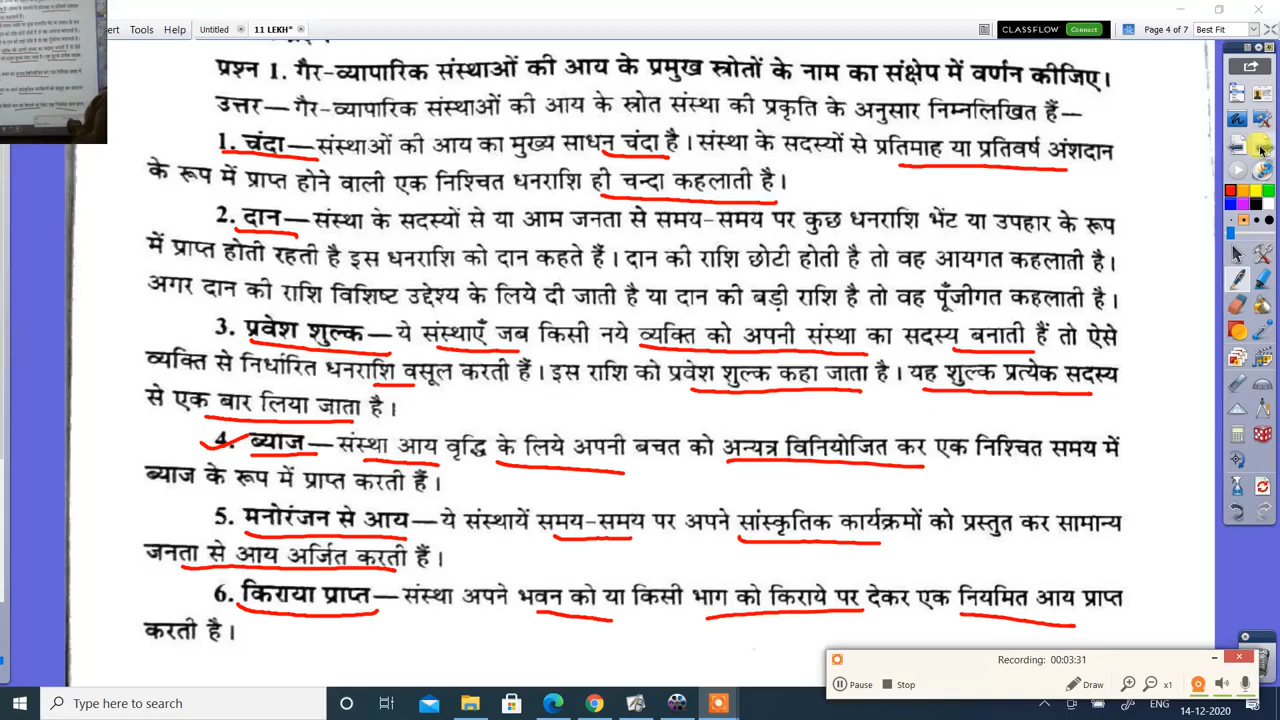 ert Tools Help Untitled 11 LEKH* CLASSFLOW Connect Page 4 of 7 Best Fit
प्रश्न 1. गैर-व्यापारिक संस्थाओं की आय के प्रमुख स्त्रोतों के नाम का संक्षेप में वर्णन कीजिए।
उत्तर—गैर-व्यापारिक संस्थाओं की आय के स्त्रोत संस्था की प्रकृति के अनुसार निम्नलिखित हैं—
1. चंदा—संस्थाओं की आय का मुख्य साधन चंदा है। संस्था के सदस्यों से प्रतिमाह या प्रतिवर्ष अंशदान
के रूप में प्राप्त होने वाली एक निश्चित धनराशि ही चन्दा कहलाती है।
2. दान—संस्था के सदस्यों से या आम जनता से समय-समय पर कुछ धनराशि भेंट या उपहार के रूप
में प्राप्त होती रहती है इस धनराशि को दान कहते हैं। दान की राशि छोटी होती है तो वह आयगत कहलाती है।
अगर दान की राशि विशिष्ट उद्देश्य के लिये दी जाती है या दान की बड़ी राशि है तो वह पूँजीगत कहलाती है।
3. प्रवेश शुल्क—ये संस्थाएँ जब किसी नये व्यक्ति को अपनी संस्था का सदस्य बनाती हैं तो ऐसे
व्यक्ति से निर्धारित धनराशि वसूल करती हैं। इस राशि को प्रवेश शुल्क कहा जाता है। यह शुल्क प्रत्येक सदस्य
से एक बार लिया जाता है।
4. ब्याज—संस्था आय वृद्धि के लिये अपनी बचत को अन्यत्र विनियोजित कर एक निश्चित समय में
ब्याज के रूप में प्राप्त करती हैं।
5. मनोरंजन से आय—ये संस्थायें समय-समय पर अपने सांस्कृतिक कार्यक्रमों को प्रस्तुत कर सामान्य
जनता से आय अर्जित करती हैं।
6. किराया प्राप्त—संस्था अपने भवन को या किसी भाग को किराये पर देकर एक नियमित आय प्राप्त
करती है।
Recording: 00:03:31
Pause Stop Draw x1
Type here to search ENG 14-12-2020